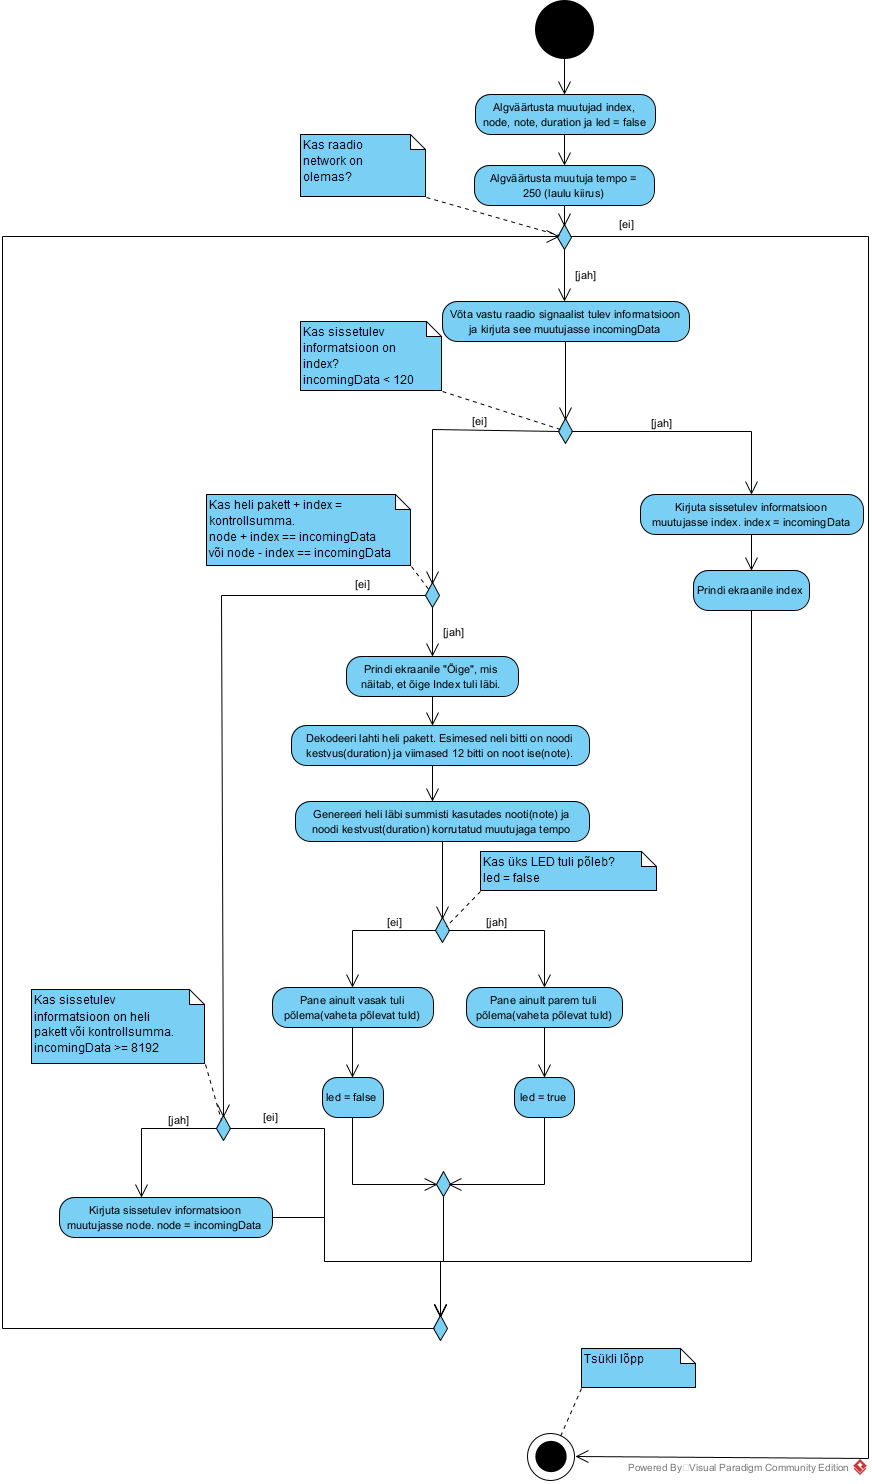 Algväärtusta muutujad index,
node, note, duration ja led = false
Kas raadio
network on
olemas?
Algväärtusta muutuja tempo =
250 (laulu kiirus)
[ei]
[jah]
Võta vastu raadio signaalist tulev informatsioon
ja kirjuta see muutujasse incomingData
Kas sissetulev
informatsioon on
index?
incomingData < 120
[ei]
[jah]
Kirjuta sissetulev informatsioon
muutujasse index. index = incomingData
Kas heli pakett + index =
kontrollsumma.
node + index == incomingData
või node - index == incomingData
Prindi ekraanile index
[ei]
[jah]
Prindi ekraanile "Õige", mis
näitab, et õige Index tuli läbi.
Dekodeeri lahti heli pakett. Esimesed neli bitti on noodi
kestvus(duration) ja viimased 12 bitti on noot ise(note).
Genereeri heli läbi summisti kasutades nooti(note) ja
noodi kestvust(duration) korrutatud muutujaga tempo
Kas üks LED tuli põleb?
led = false
[ei]
[jah]
Pane ainult vasak tuli
põlema(vaheta põlevat tuld)
Pane ainult parem tuli
põlema(vaheta põlevat tuld)
Kas sissetulev
informatsioon on heli
pakett või kontrollsumma.
incomingData >= 8192
led = false
led = true
[jah]
[ei]
Kirjuta sissetulev informatsioon
muutujasse node. node = incomingData
Tsükli lõpp
Powered By Visual Paradigm Community Edition